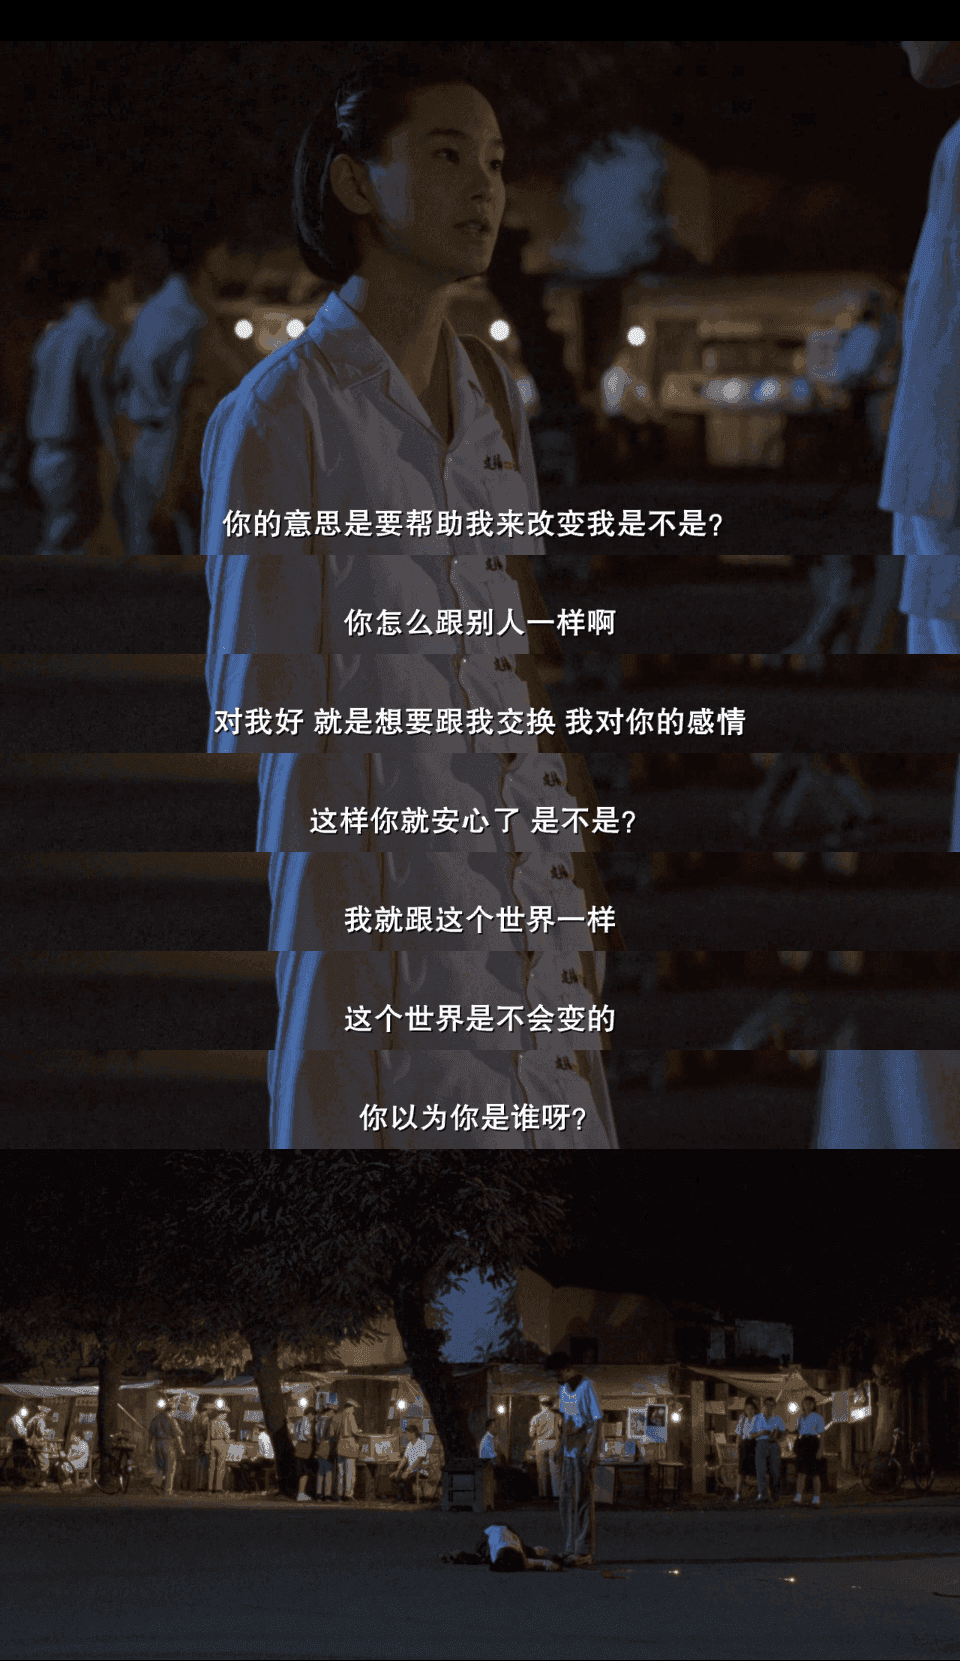 你的意思是要帮助我来改变我是不是?
你怎么跟别人一样啊
对我好 就是想要跟我交换 我对你的感情
这样你就安心了 是不是?
我就跟这个世界一样
这个世界是不会变的
你以为你是谁呀?